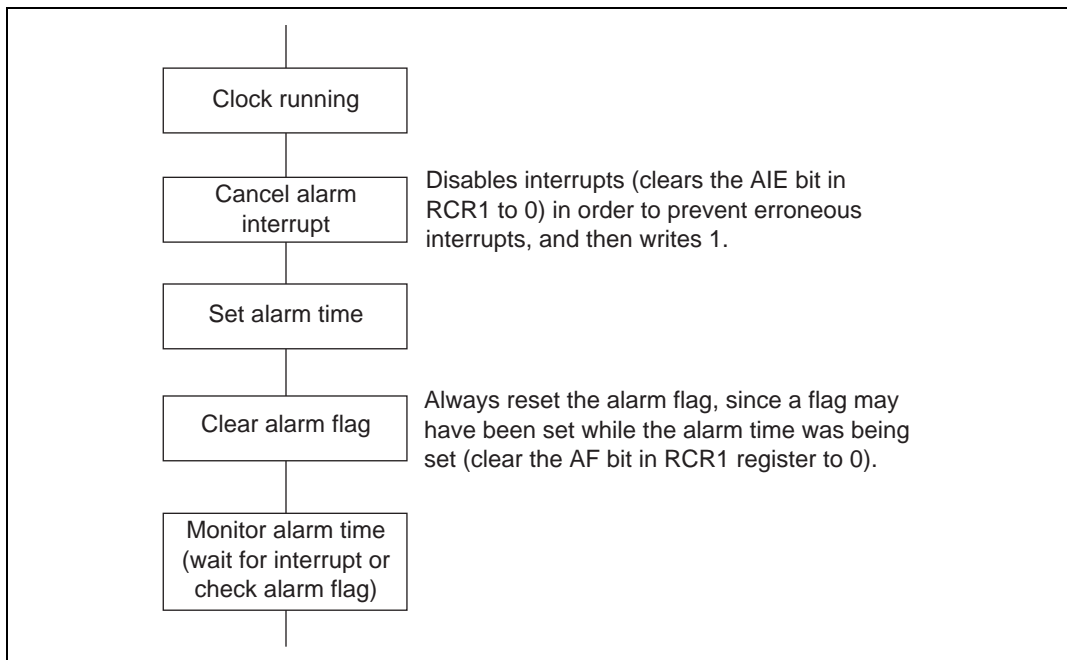 Clock running
Cancel alarm
interrupt
Disables interrupts (clears the AIE bit in
RCR1 to 0) in order to prevent erroneous
interrupts, and then writes 1.
Set alarm time
Clear alarm flag
Always reset the alarm flag, since a flag may
have been set while the alarm time was being
set (clear the AF bit in RCR1 register to 0).
Monitor alarm time
(wait for interrupt or
check alarm flag)